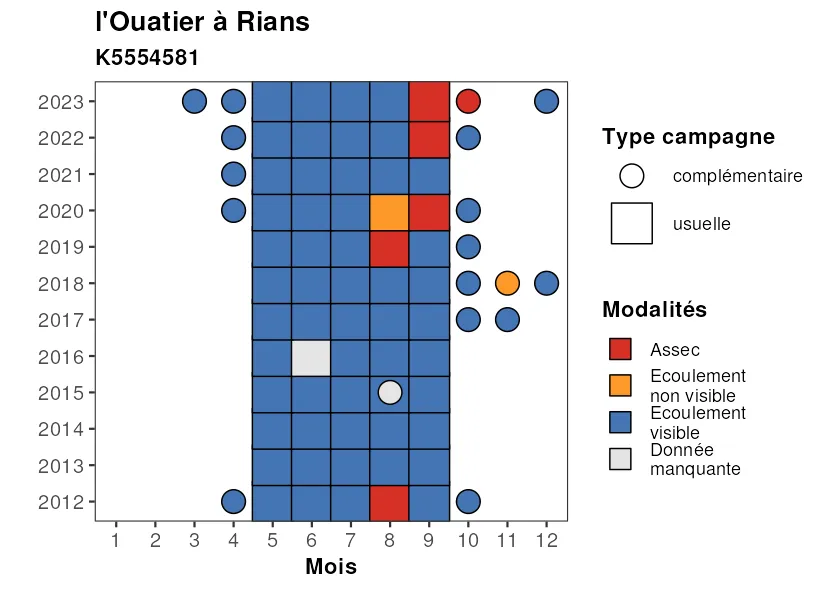 l'Ouatier à Rians
K5554581
2023
2022
2021
2020
2019
2018
2017
2016
2015
2014
2013
2012
1 2 3 4 5 6 7 8 9 10 11 12
Mois
Type campagne
complémentaire
usuelle
Modalités
Assec
Ecoulement
non visible
Ecoulement
visible
Donnée
manquante